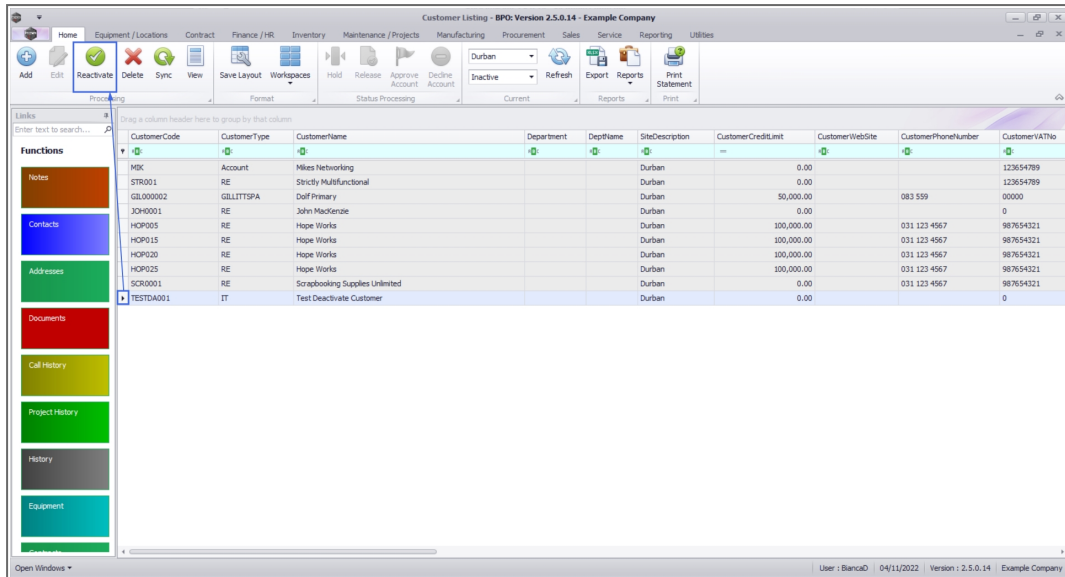 Customer Listing - BPO: Version 2.5.0.14 - Example Company
Home Equipment / Locations Contract Finance / HR Inventory Maintenance / Projects Manufacturing Procurement Sales Service Reporting Utilities
Add Edit Reactivate Delete Sync View Save Layout Workspaces Hold Release Approve Account Decline Account Durban Inactive Refresh Export Reports Print Statement
Processing Format Status Processing Current Reports Print
Links
Drag a column header here to group by that column
Enter text to search...
CustomerCode CustomerType CustomerName Department DeptName SiteDescription CustomerCreditLimit CustomerWebSite CustomerPhoneNumber CustomerVATNo
Functions
MIK Account Mikes Networking Durban 0.00 123654789
Notes
STR001 RE Strictly Multifunctional Durban 0.00 123654789
GIL000002 GILLITTSPA Dolf Primary Durban 50,000.00 083 559 00000
JOH0001 RE John MacKenzie Durban 0.00 0
Contacts
HOP005 RE Hope Works Durban 100,000.00 031 123 4567 987654321
HOP015 RE Hope Works Durban 100,000.00 031 123 4567 987654321
HOP020 RE Hope Works Durban 100,000.00 031 123 4567 987654321
Addresses
HOP025 RE Hope Works Durban 100,000.00 031 123 4567 987654321
SCR0001 RE Scrapbooking Supplies Unlimited Durban 0.00 031 123 4567 987654321
TESTDA001 IT Test Deactivate Customer Durban 0.00 0
Documents
Call History
Project History
History
Equipment
Contracts
Open Windows
User : BiancaD 04/11/2022 Version : 2.5.0.14 Example Company